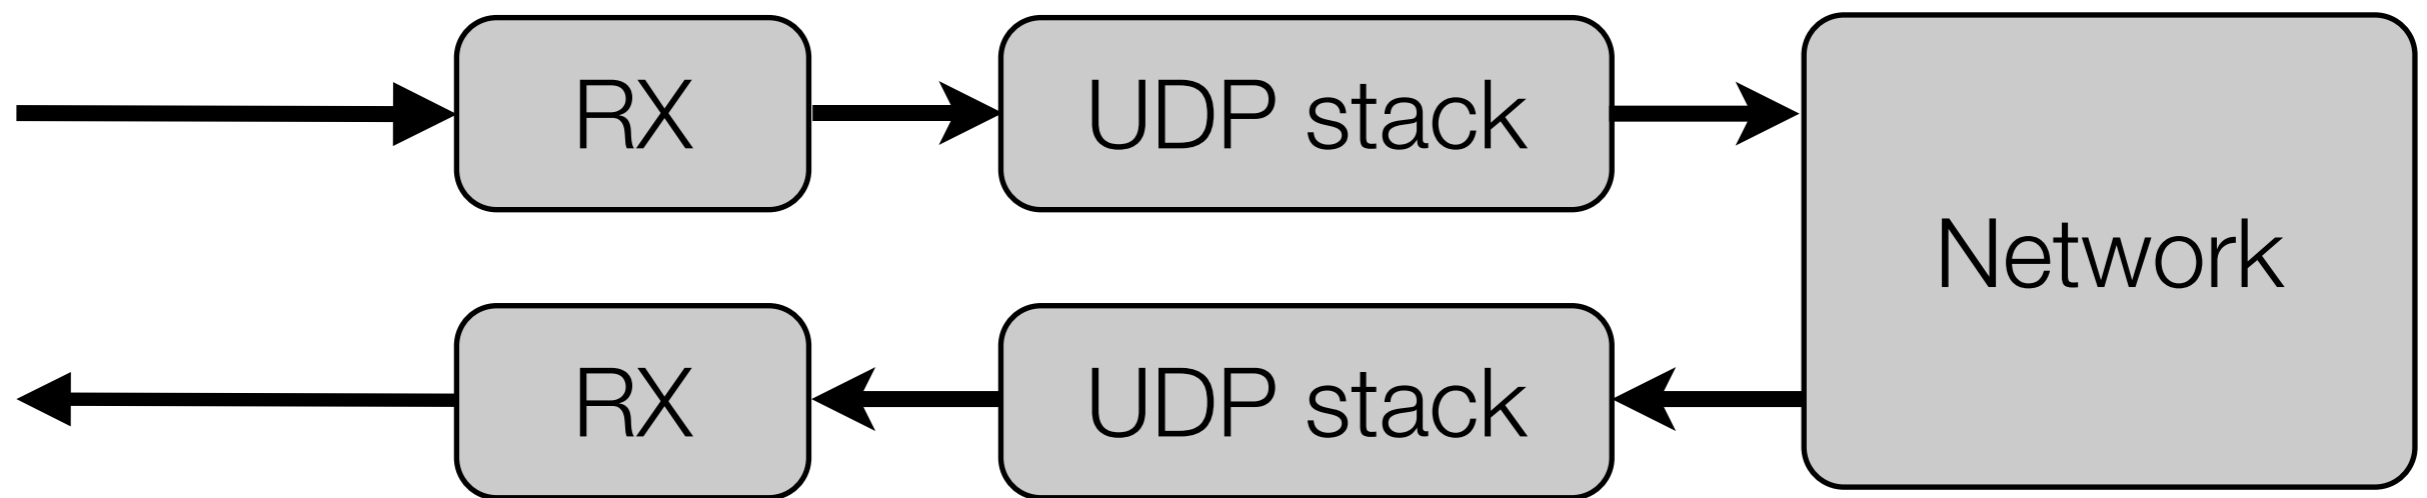 RX
UDP stack
Network
RX
UDP stack